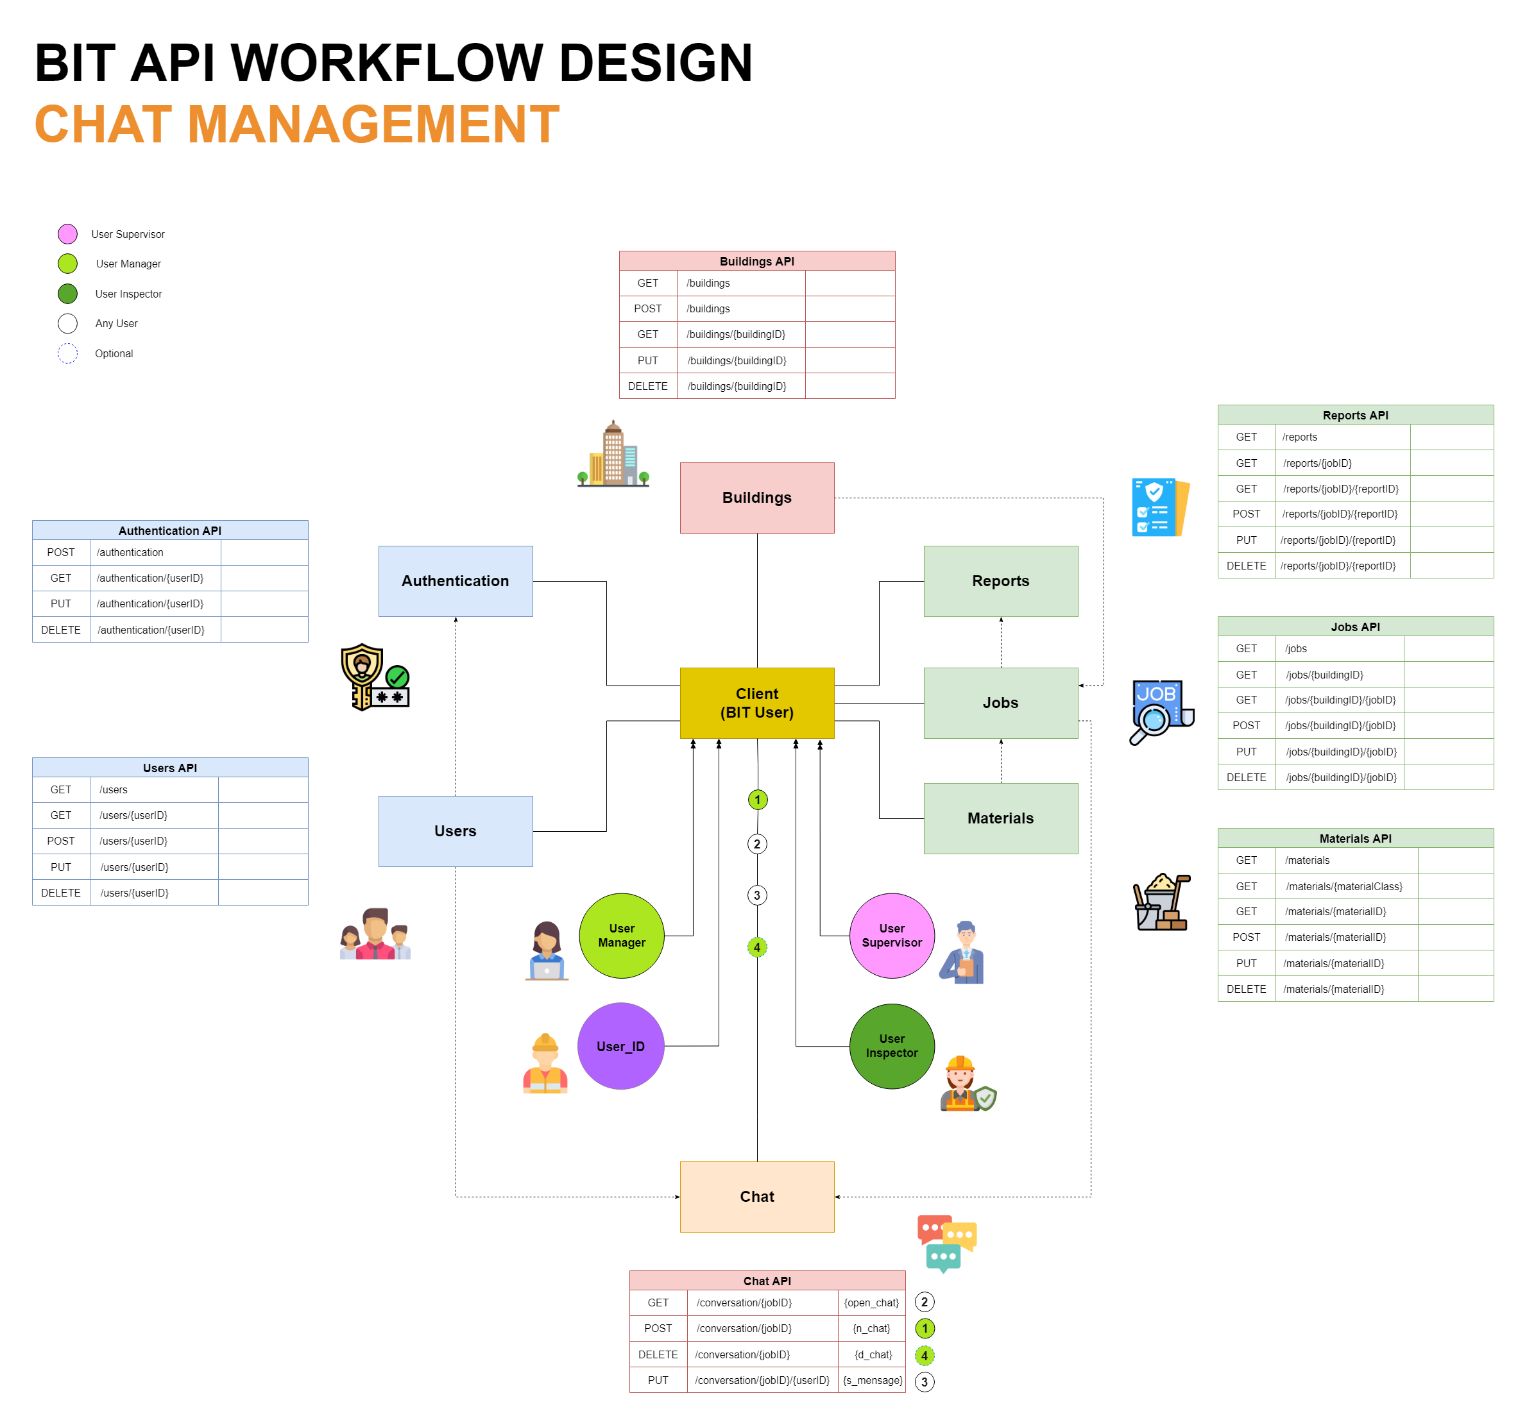 BIT API WORKFLOW DESIGN
CHAT MANAGEMENT
User Supervisor
User Manager
User Inspector
Any User
Optional
Buildings API
GET /buildings
POST /buildings
GET /buildings/{buildingID}
PUT /buildings/{buildingID}
DELETE /buildings/{buildingID}
Reports API
GET /reports
GET /reports/{jobID}
GET /reports/{jobID}/{reportID}
POST /reports/{jobID}/{reportID}
PUT /reports/{jobID}/{reportID}
DELETE /reports/{jobID}/{reportID}
Buildings
Authentication API
POST /authentication
GET /authentication/{userID}
PUT /authentication/{userID}
DELETE /authentication/{userID}
Authentication
Reports
Jobs API
GET /jobs
GET /jobs/{buildingID}
GET /jobs/{buildingID}/{jobID}
POST /jobs/{buildingID}/{jobID}
PUT /jobs/{buildingID}/{jobID}
DELETE /jobs/{buildingID}/{jobID}
JOB
Client
(BIT User)
Jobs
Users API
GET /users
GET /users/{userID}
POST /users/{userID}
PUT /users/{userID}
DELETE /users/{userID}
Users
Materials
Materials API
GET /materials
GET /materials/{materialClass}
GET /materials/{materialID}
POST /materials/{materialID}
PUT /materials/{materialID}
DELETE /materials/{materialID}
1
2
3
4
User
Manager
User
Supervisor
User_ID
User
Inspector
Chat
Chat API
GET /conversation/{jobID} {open_chat} 2
POST /conversation/{jobID} {n_chat} 1
DELETE /conversation/{jobID} {d_chat} 4
PUT /conversation/{jobID}/{userID} {s_mensage} 3